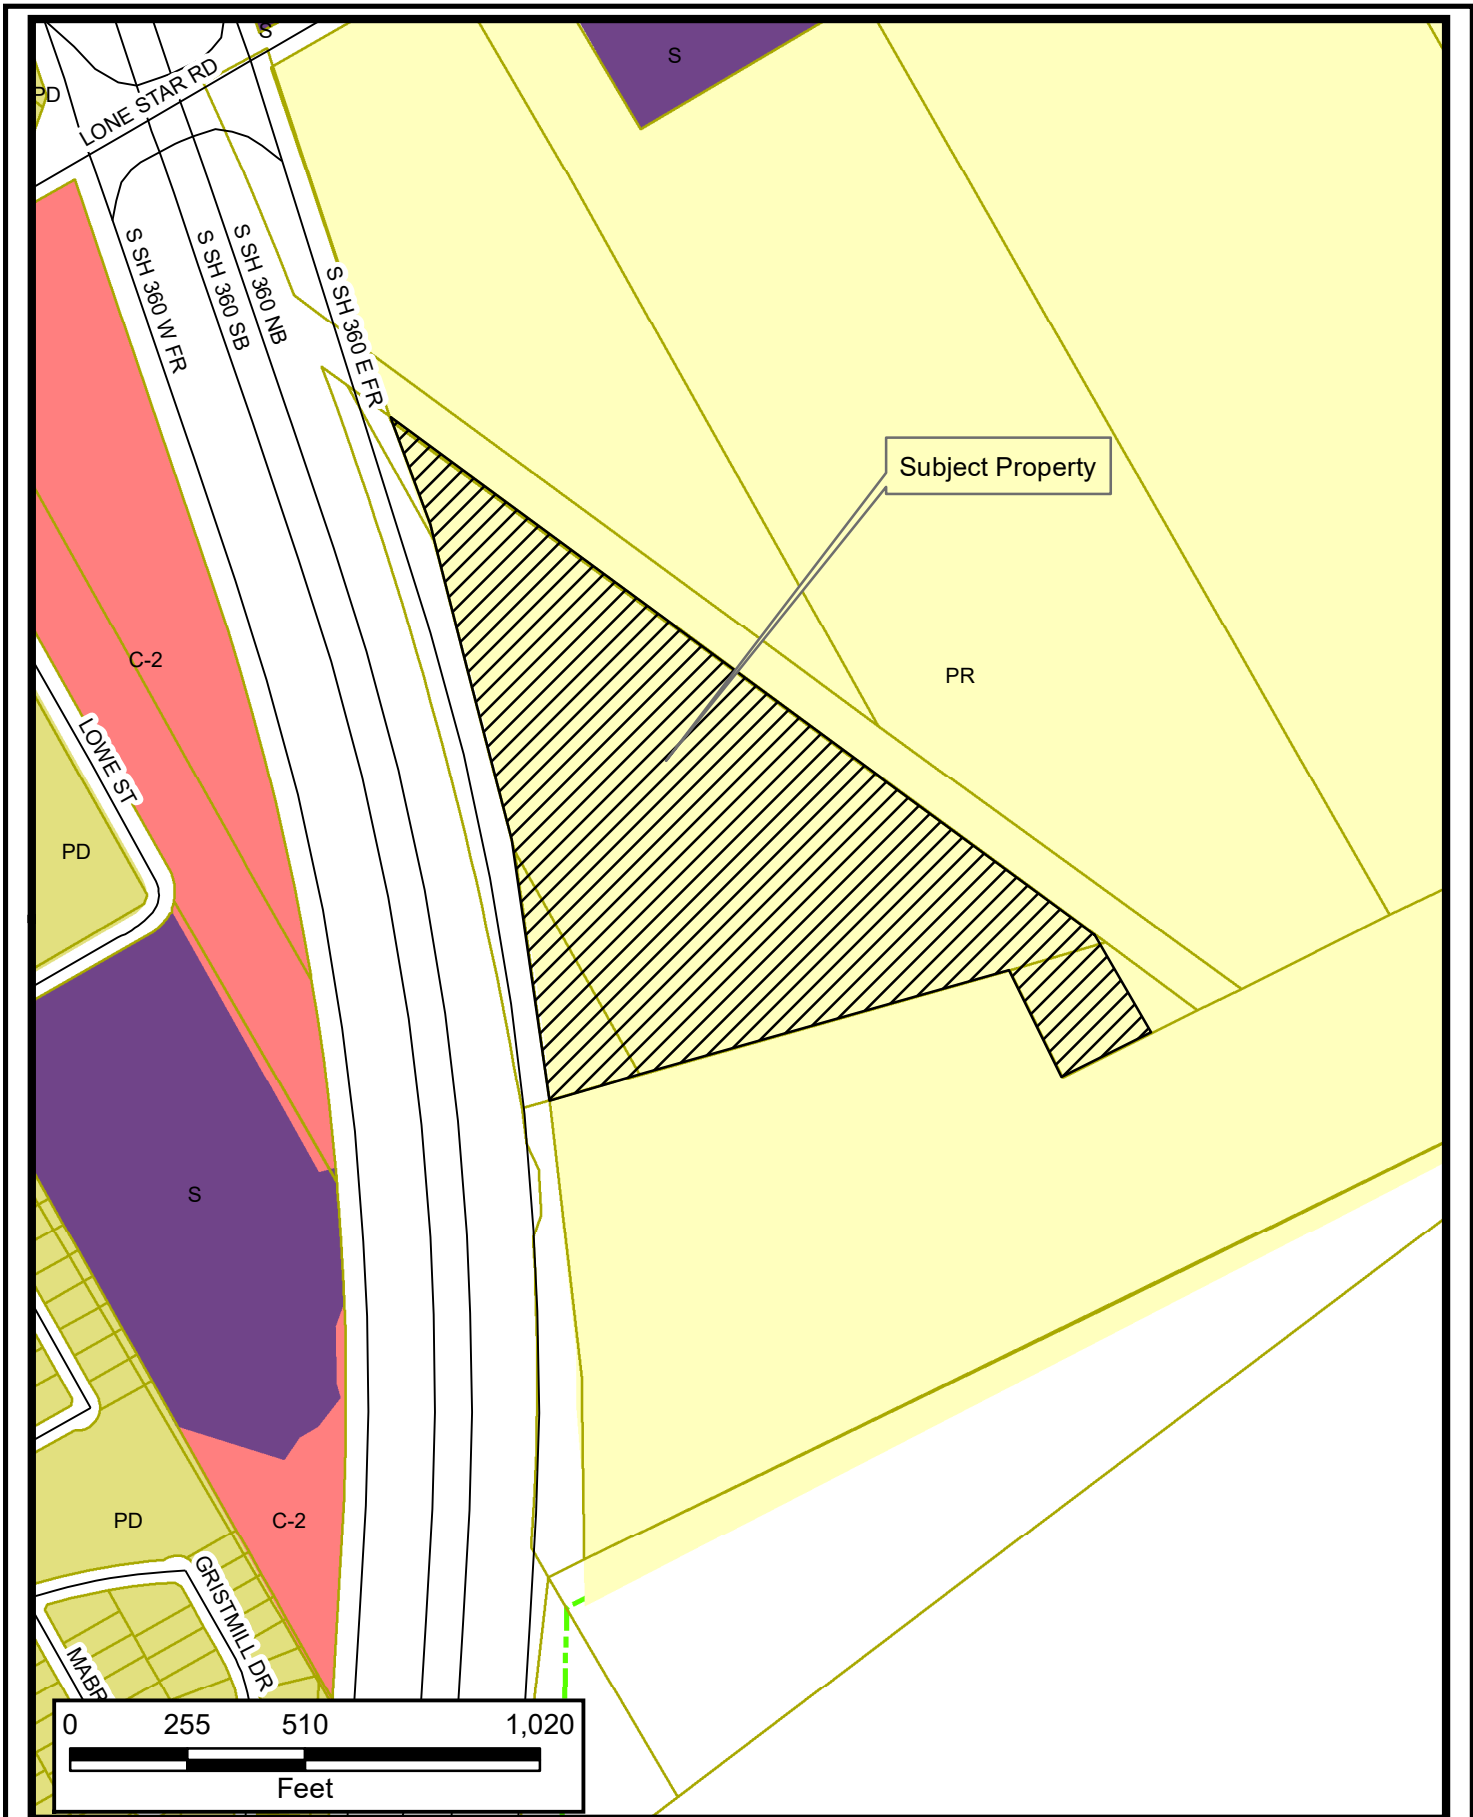 S
S
PD
LONE STAR RD
S SH 360 W FR
S SH 360 SB
S SH 360 NB
S SH 360 E FR
Subject Property
C-2
PR
LOWE ST
PD
S
PD
C-2
GRISTMILL DR
MABR
0 255 510 1,020
Feet